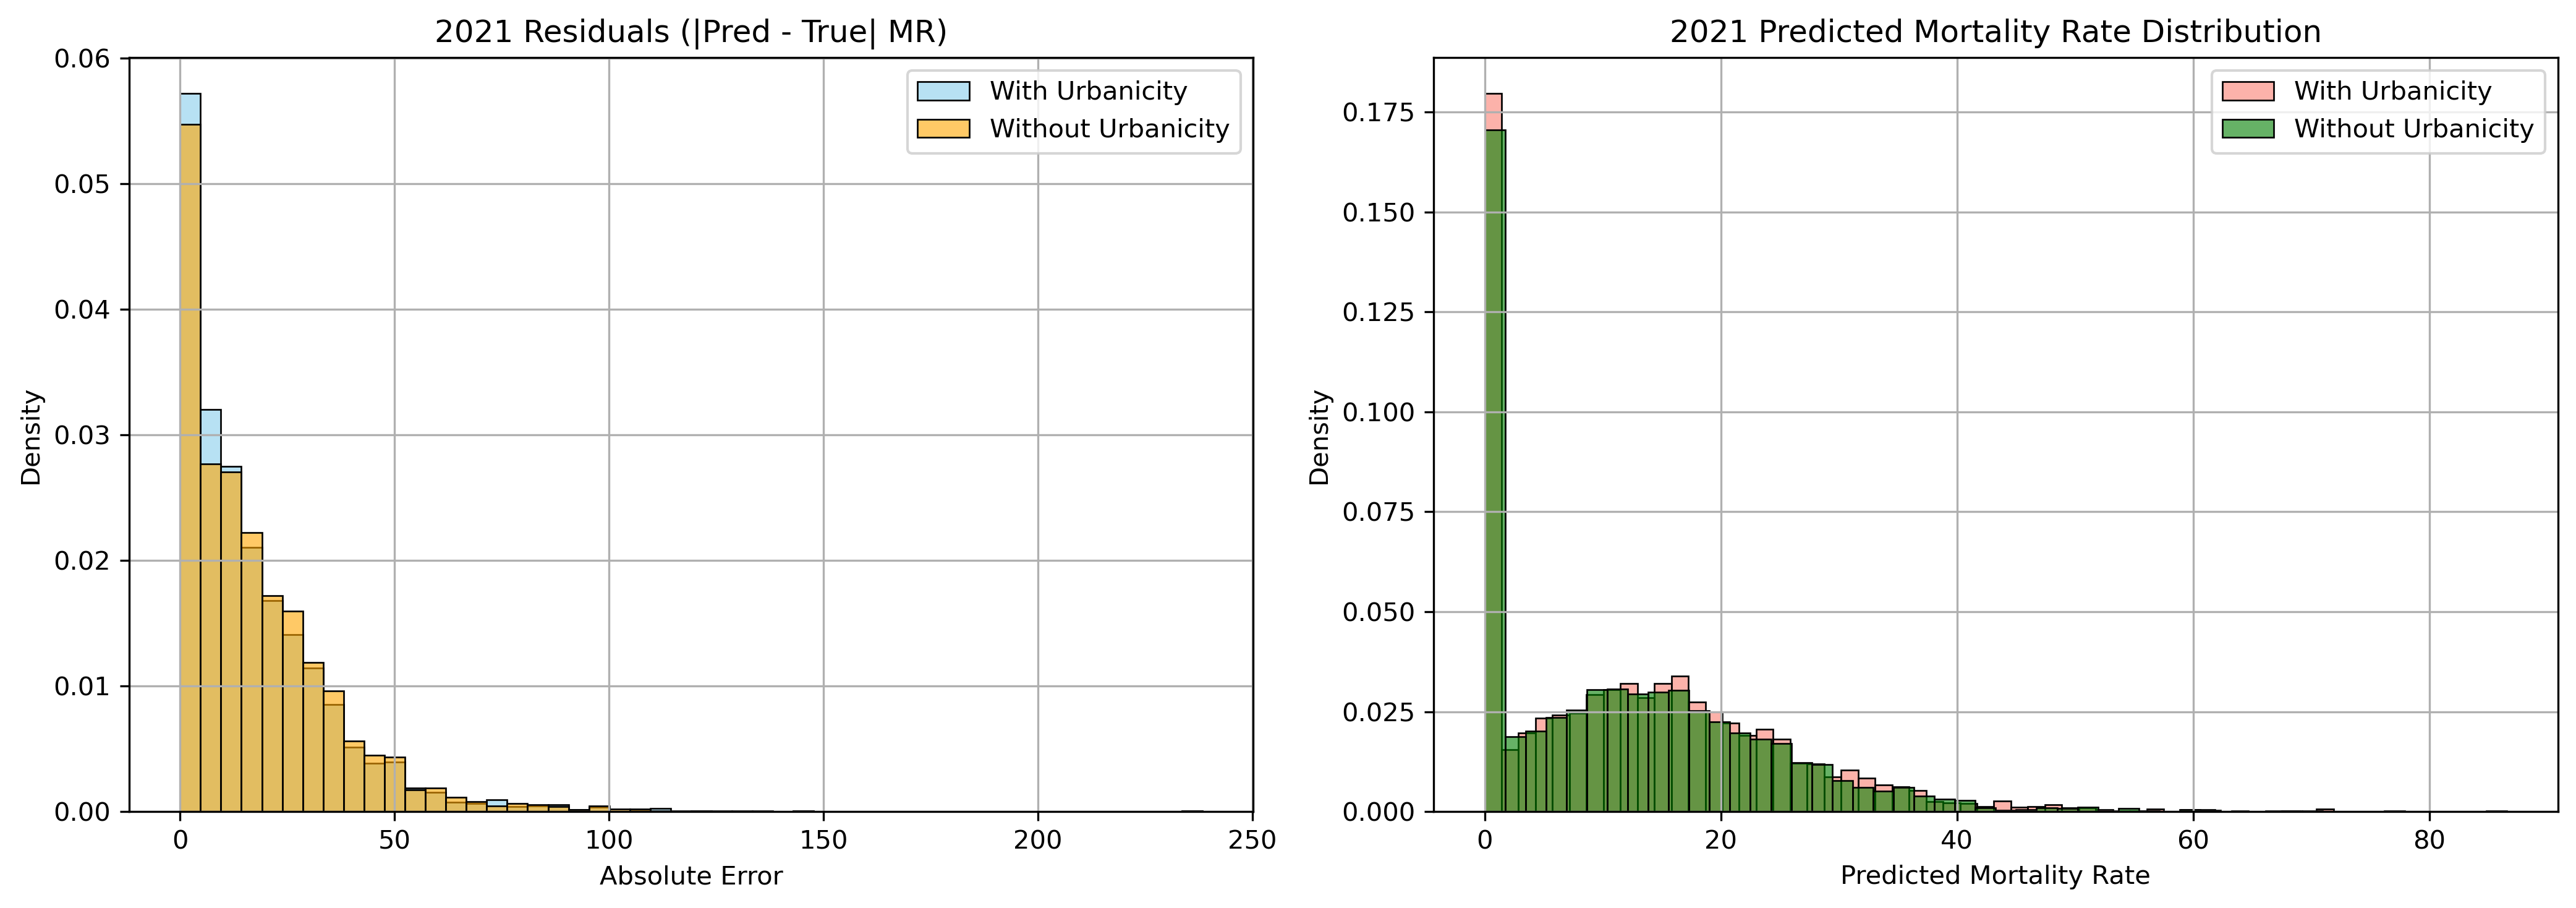 2021 Residuals (|Pred - True| MR)
0.06
0.05
0.04
0.03
0.02
0.01
0.00
Density
With Urbanicity
Without Urbanicity
0 50 100 150 200 250
Absolute Error
2021 Predicted Mortality Rate Distribution
0.175
0.150
0.125
0.100
0.075
0.050
0.025
0.000
Density
With Urbanicity
Without Urbanicity
0 20 40 60 80
Predicted Mortality Rate